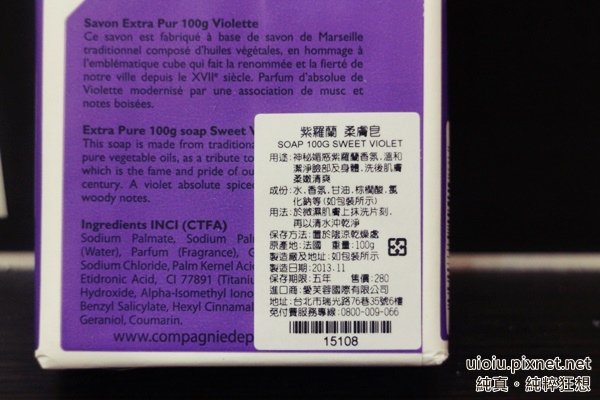 Savon Extra Pur 100g Violette
Ce savon est fabriqué à base de savon de Marseille
traditionnel composé d'huiles végétales, en hommage à
l'emblématique cube qui fait la renommée et la fierté de
notre ville depuis le XVIIe siècle. Parfum d'absolue de
Violette modernisé par une association de musc et
notes boisées.
Extra Pure 100g soap Sweet V
This soap is made from tradition
pure vegetable oils, as a tribute to
which is the fame and pride of ou
century. A violet absolute spice
woody notes.
Ingredients INCI (CTFA)
Sodium Palmate, Sodium Pal
(Water), Parfum (Fragrance), G
Sodium Chloride, Palm Kernel Aci
Etidronic Acid, CI 77891 (Titani
Hydroxide, Alpha-Isomethyl Iono
Benzyl Salicylate, Hexyl Cinnamal
Geraniol, Coumarin.
www.compagniedep
紫羅蘭 柔膚皂
SOAP 100G SWEET VIOLET
用途:神秘媚惑紫羅蘭香氛,溫和
潔淨臉部及身體,洗後肌膚
柔嫩清爽
成份:水.香氛.甘油.棕櫚酸.氯
化鈉等(如包裝所示)
用法:於微濕肌膚上抹洗片刻,
再以清水沖乾淨
保存方法:置於陰涼乾燥處
原產地:法國 重量:100g
製造廠及地址:如包裝所示
製造日期:2013.11
保存期限:五年 售價:280
進口商:愛芙蓉國際有限公司
地址:台北市瑞光路76巷35號6樓
免付費服務專線:0800-009-066
15108
uioiu.pixnet.net
純真。純粹狂想